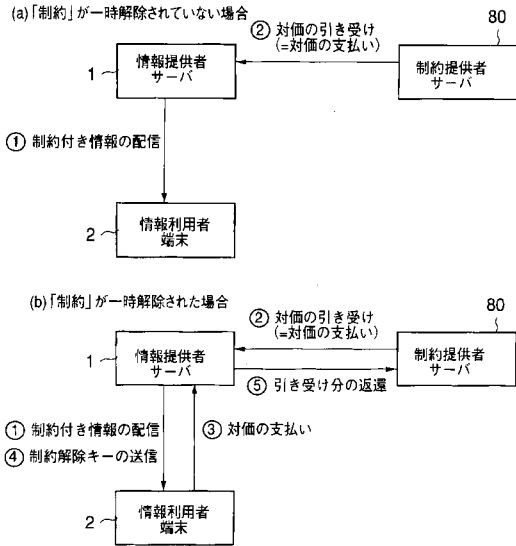 (a)「制約」が一時解除されていない場合
80
② 対価の引き受け
(=対価の支払い)
1
情報提供者
サーバ
制約提供者
サーバ
① 制約付き情報の配信
2
情報利用者
端末
(b)「制約」が一時解除された場合
80
② 対価の引き受け
(=対価の支払い)
1
情報提供者
サーバ
制約提供者
サーバ
⑤ 引き受け分の返還
① 制約付き情報の配信
③ 対価の支払い
④ 制約解除キーの送信
2
情報利用者
端末